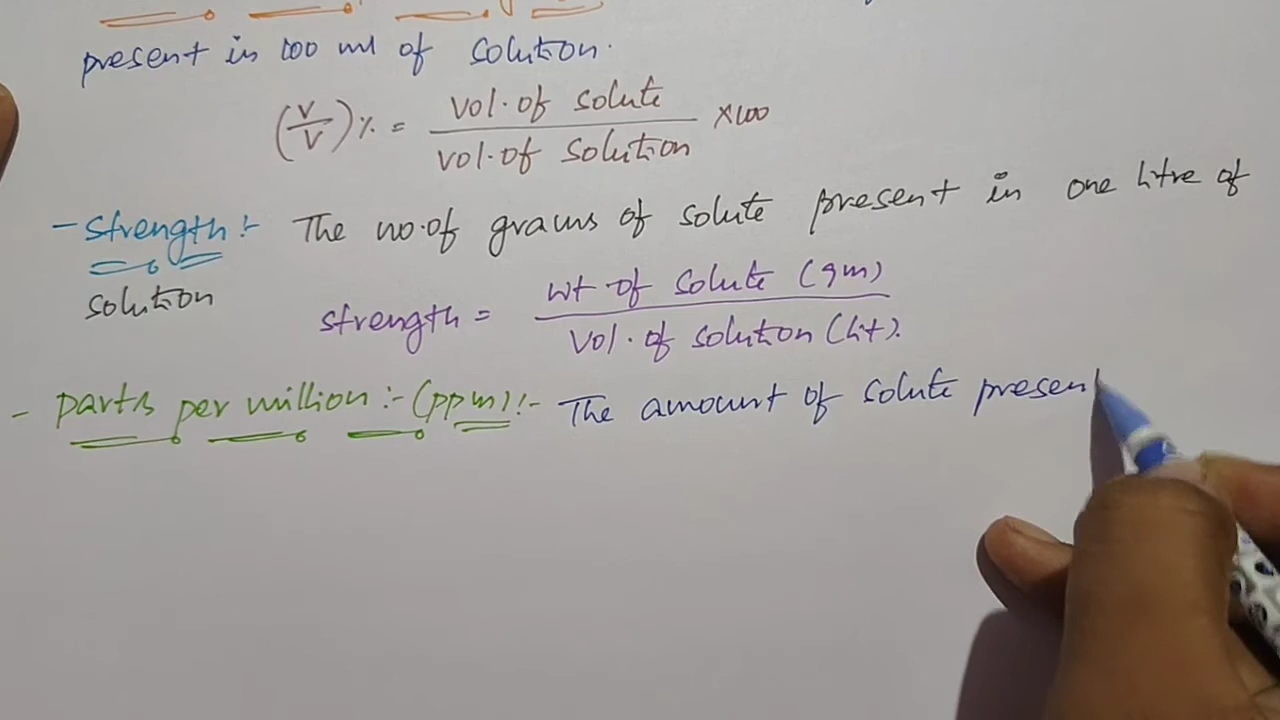 present in 100 ml of solution.
(V/V)% = vol. of solute / vol. of solution ×100
- Strength :- The no. of grams of solute present in one litre of
solution
strength = wt of solute (gm) / Vol. of solution (lit).
- parts per million :- (ppm) :- The amount of solute present